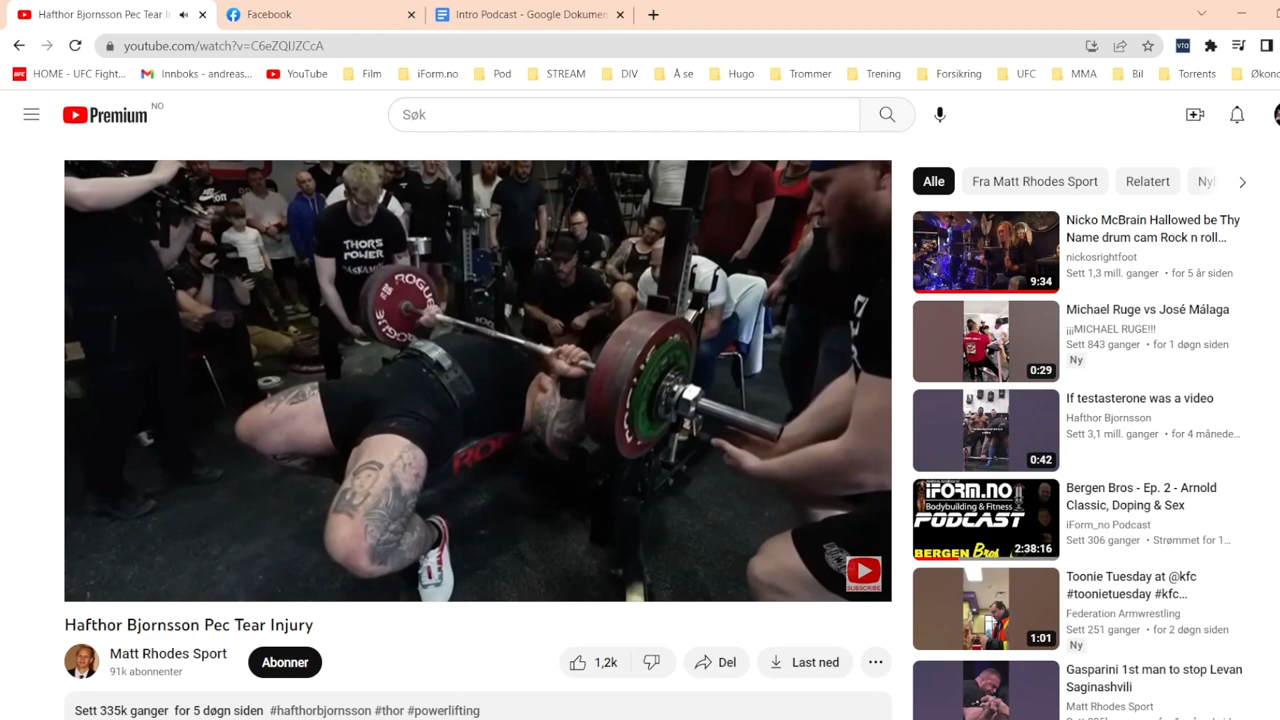 Hafthor Bjornsson Pec Tear I
Facebook
Intro Podcast - Google Dokumen
youtube.com/watch?v=C6eZQIJZCcA
HOME - UFC Fight...
Innboks - andreas...
YouTube
Film
iForm.no
Pod
STREAM
DIV
Å se
Hugo
Trommer
Trening
Forsikring
UFC
MMA
Bil
Torrents
Økono
Premium
NO
Søk
THORS
POWER
ROGUE
ROGUE
SUBSCRIBE
Alle
Fra Matt Rhodes Sport
Relatert
Nyl
Nicko McBrain Hallowed be Thy
Name drum cam Rock n roll...
nickosrightfoot
Sett 1,3 mill. ganger • for 5 år siden
9:34
Michael Ruge vs José Málaga
¡¡¡MICHAEL RUGE!!!
Sett 843 ganger • for 1 døgn siden
Ny
0:29
If testasterone was a video
Hafthor Bjornsson
Sett 3,1 mill. ganger • for 4 månede...
0:42
iFORM.NO
Bodybuilding & Fitness
PODCAST
BERGEN Bros
2:38:16
Bergen Bros - Ep. 2 - Arnold
Classic, Doping & Sex
iForm_no Podcast
Sett 306 ganger • Strømmet for 1...
Toonie Tuesday at @kfc
#toonietuesday #kfc...
Federation Armwrestling
Sett 251 ganger • for 2 døgn siden
Ny
1:01
Gasparini 1st man to stop Levan
Saginashvili
Matt Rhodes Sport
Hafthor Bjornsson Pec Tear Injury
Matt Rhodes Sport
91k abonnenter
Abonner
1,2k
Del
Last ned
Sett 335k ganger for 5 døgn siden #hafthorbjornsson #thor #powerlifting